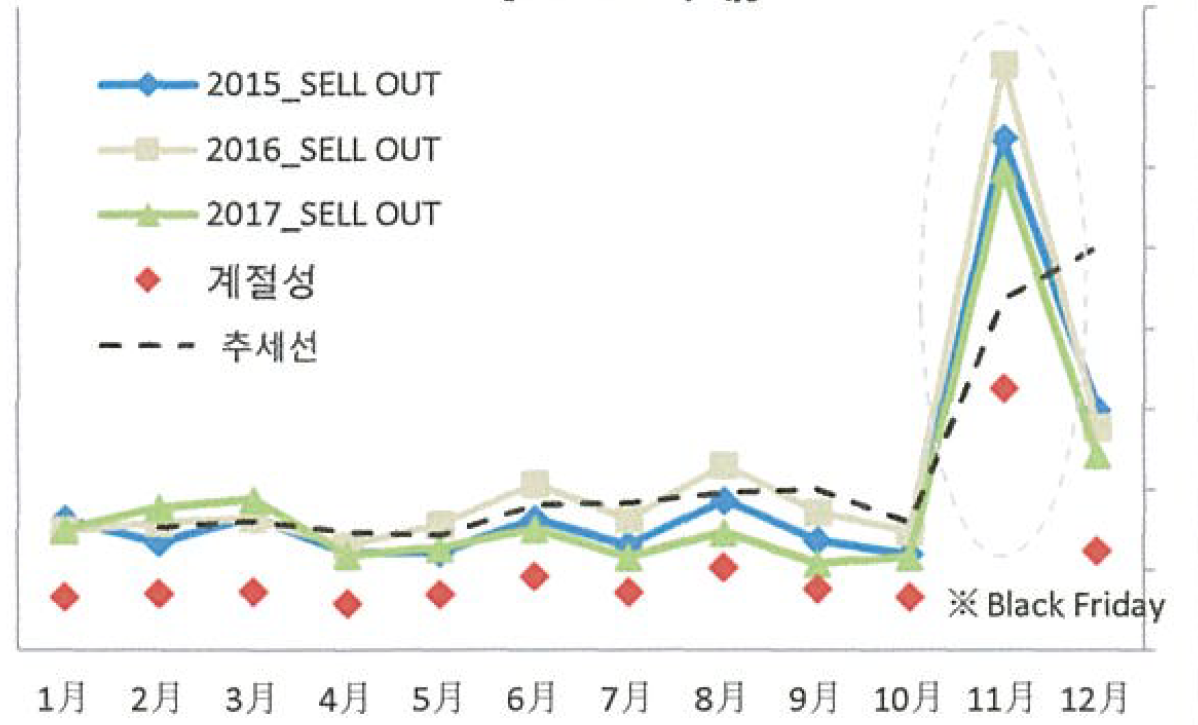 2015_SELL OUT
2016_SELL OUT
2017_SELL OUT
계절성
추세선
※ Black Friday
1月 2月 3月 4月 5月 6月 7月 8月 9月 10月 11月 12月